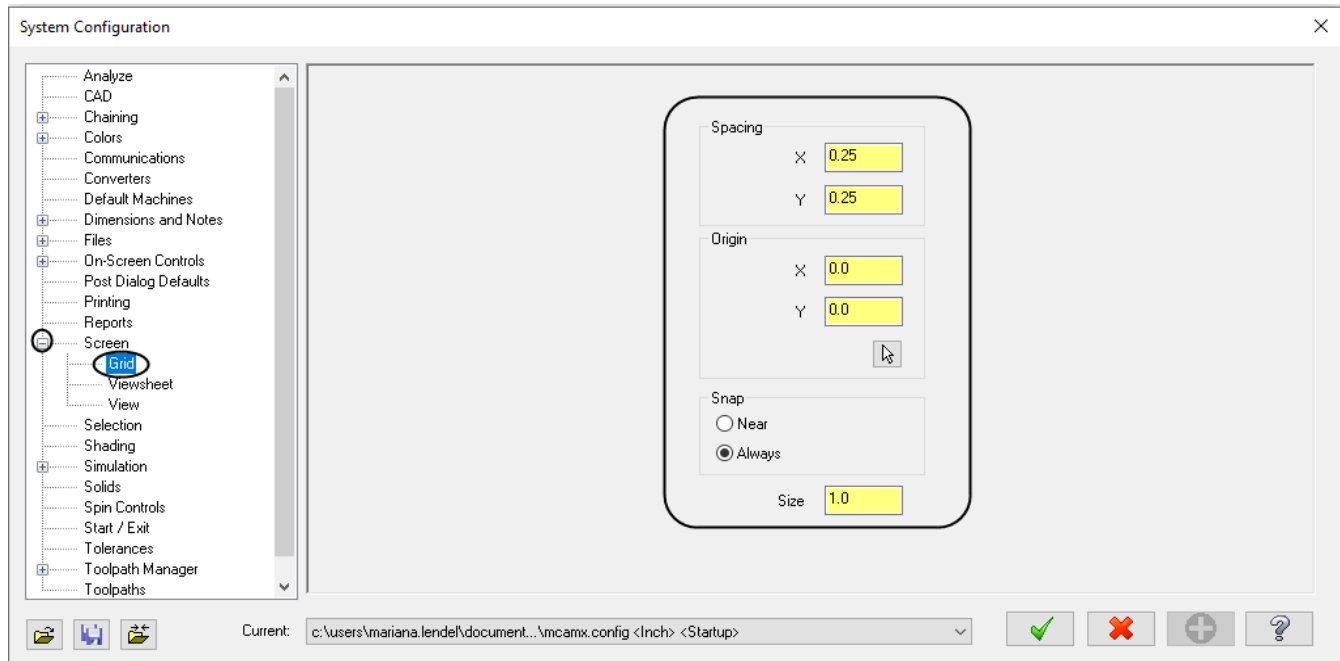 System Configuration
Analyze
CAD
Chaining
Colors
Communications
Converters
Default Machines
Dimensions and Notes
Files
On-Screen Controls
Post Dialog Defaults
Printing
Reports
Screen
Grid
Viewsheet
View
Selection
Shading
Simulation
Solids
Spin Controls
Start / Exit
Tolerances
Toolpath Manager
Toolpaths
Spacing
X 0.25
Y 0.25
Origin
X 0.0
Y 0.0
Snap
Near
Always
Size 1.0
Current: c:\users\mariana.lendel\document...\mcamx.config <Inch> <Startup>